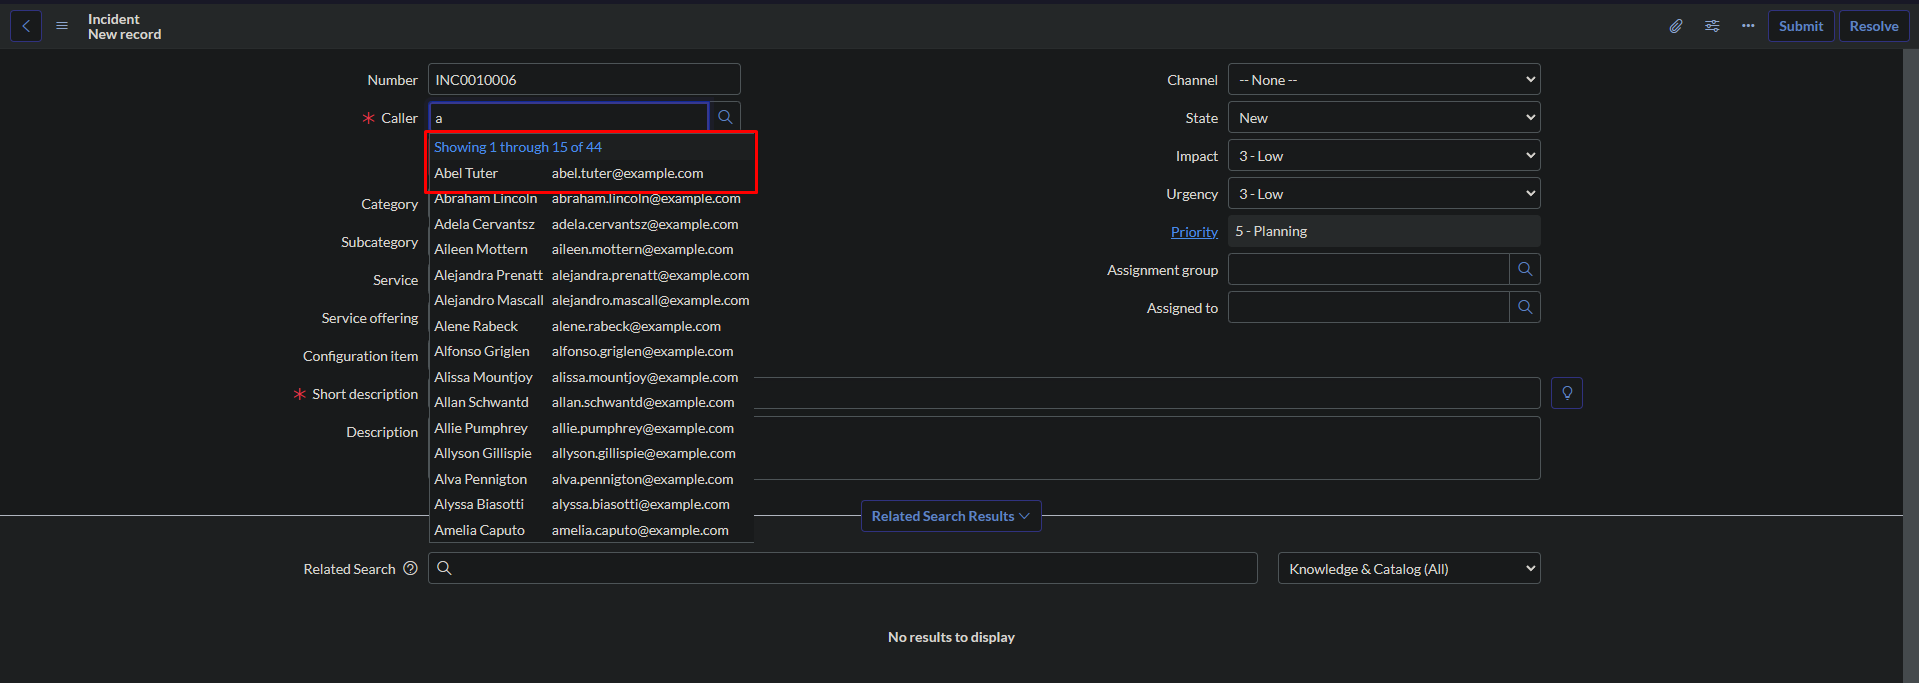 Incident
New record
Submit
Resolve
Number
INC0010006
Channel
-- None --
Caller
a
State
New
Showing 1 through 15 of 44
Impact
3 - Low
Abel Tuter abel.tuter@example.com
Urgency
3 - Low
Abraham Lincoln abraham.lincoln@example.com
Category
Adela Cervantsz adela.cervantsz@example.com
Priority
5 - Planning
Subcategory
Aileen Mottern aileen.mottern@example.com
Alejandra Prenatt alejandra.prenatt@example.com
Assignment group
Service
Alejandro Mascall alejandro.mascall@example.com
Assigned to
Service offering
Alene Rabeck alene.rabeck@example.com
Alfonso Griglen alfonso.griglen@example.com
Configuration item
Alissa Mountjoy alissa.mountjoy@example.com
Short description
Allan Schwantd allan.schwantd@example.com
Description
Allie Pumphrey allie.pumphrey@example.com
Allyson Gillispie allyson.gillispie@example.com
Alva Pennigton alva.pennigton@example.com
Alyssa Biasotti alyssa.biasotti@example.com
Amelia Caputo amelia.caputo@example.com
Related Search Results
Related Search
Knowledge & Catalog (All)
No results to display